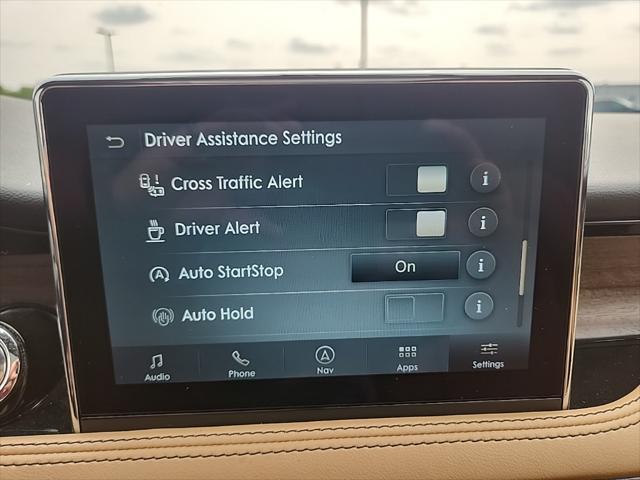 Driver Assistance Settings
Cross Traffic Alert
i
Driver Alert
i
Auto StartStop
On
i
Auto Hold
i
Audio
Phone
Nav
Apps
Settings